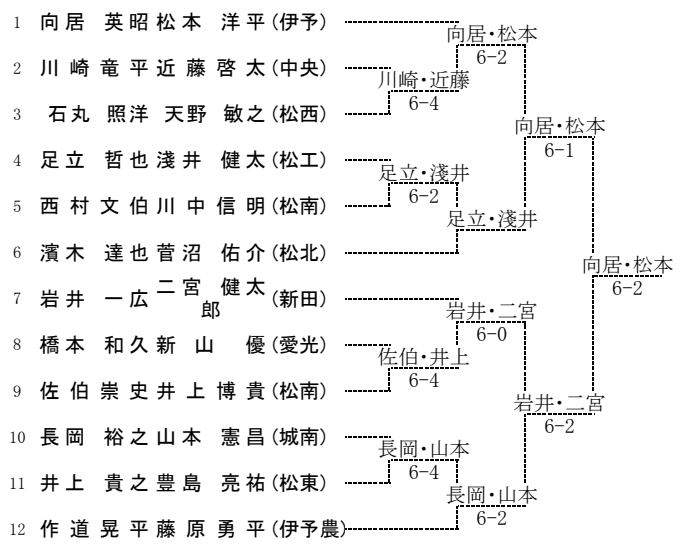 1 向居 英昭 松本 洋平 (伊予)
向居・松本
6-2
2 川崎竜平 近藤啓太 (中央)
川崎・近藤
6-4
3 石丸 照洋 天野 敏之 (松西)
向居・松本
6-1
4 足立 哲也 淺井 健太 (松工)
足立・淺井
6-2
5 西村文伯 川中信明 (松南)
足立・淺井
6 濱木 達也 菅沼 佑介 (松北)
向居・松本
6-2
7 岩井 一広 二宮 健太郎 (新田)
岩井・二宮
6-0
8 橋本 和久 新山 優 (愛光)
佐伯・井上
6-4
9 佐伯崇史 井上博貴 (松南)
岩井・二宮
6-2
10 長岡 裕之 山本 憲昌 (城南)
長岡・山本
6-4
11 井上 貴之 豊島 亮祐 (松東)
長岡・山本
6-2
12 作道晃平 藤原勇平 (伊予農)